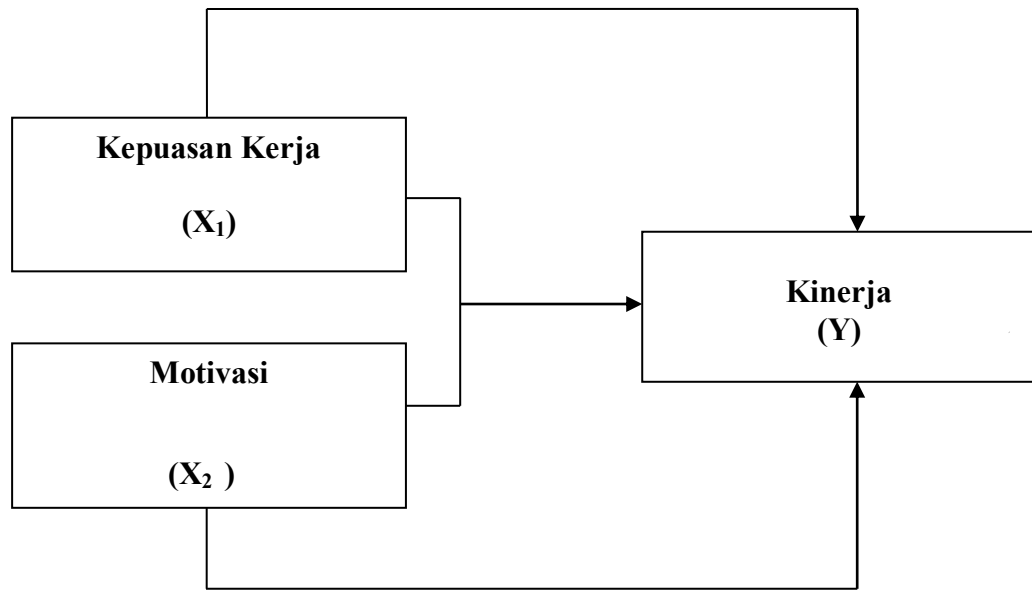 Kepuasan Kerja
(X₁)
Motivasi
(X₂ )
Kinerja
(Y)